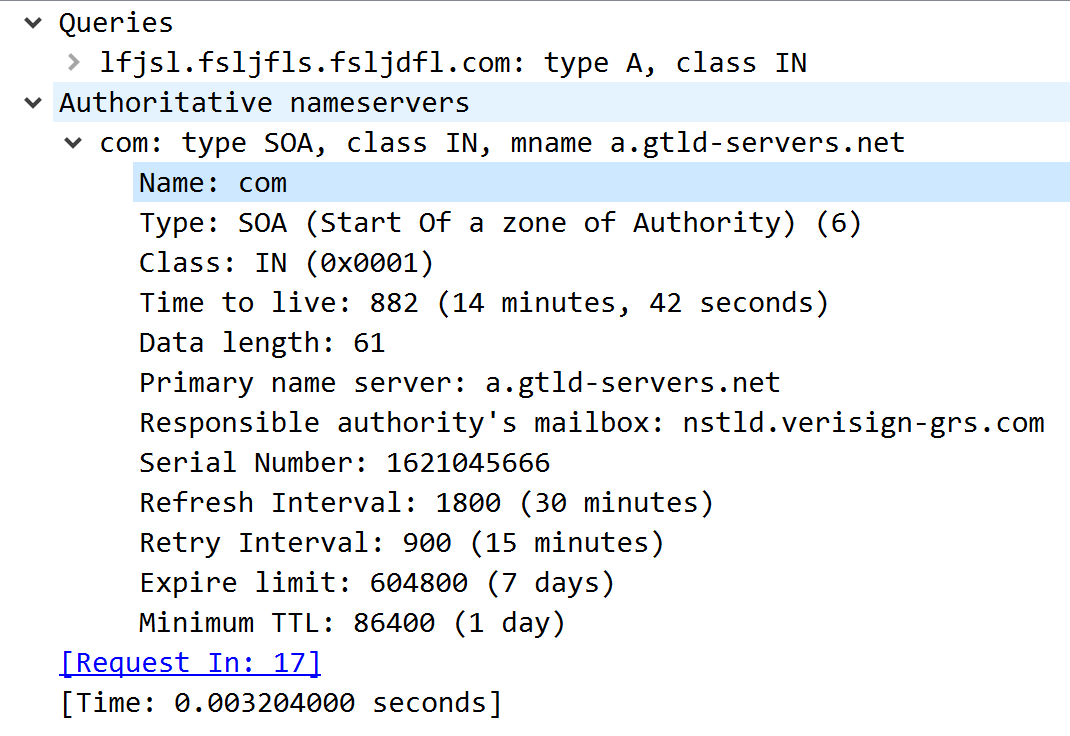 Queries
lfjsl.fsljfls.fsljdfl.com: type A, class IN
Authoritative nameservers
com: type SOA, class IN, mname a.gtld-servers.net
Name: com
Type: SOA (Start Of a zone of Authority) (6)
Class: IN (0x0001)
Time to live: 882 (14 minutes, 42 seconds)
Data length: 61
Primary name server: a.gtld-servers.net
Responsible authority's mailbox: nstld.verisign-grs.com
Serial Number: 1621045666
Refresh Interval: 1800 (30 minutes)
Retry Interval: 900 (15 minutes)
Expire limit: 604800 (7 days)
Minimum TTL: 86400 (1 day)
[Request In: 17]
[Time: 0.003204000 seconds]